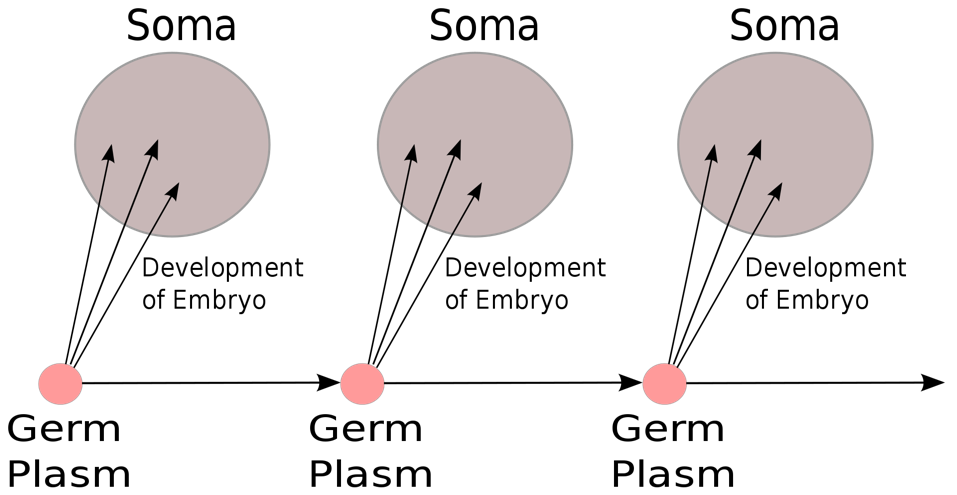 Soma
Soma
Soma
Development
of Embryo
Development
of Embryo
Development
of Embryo
Germ
Plasm
Germ
Plasm
Germ
Plasm